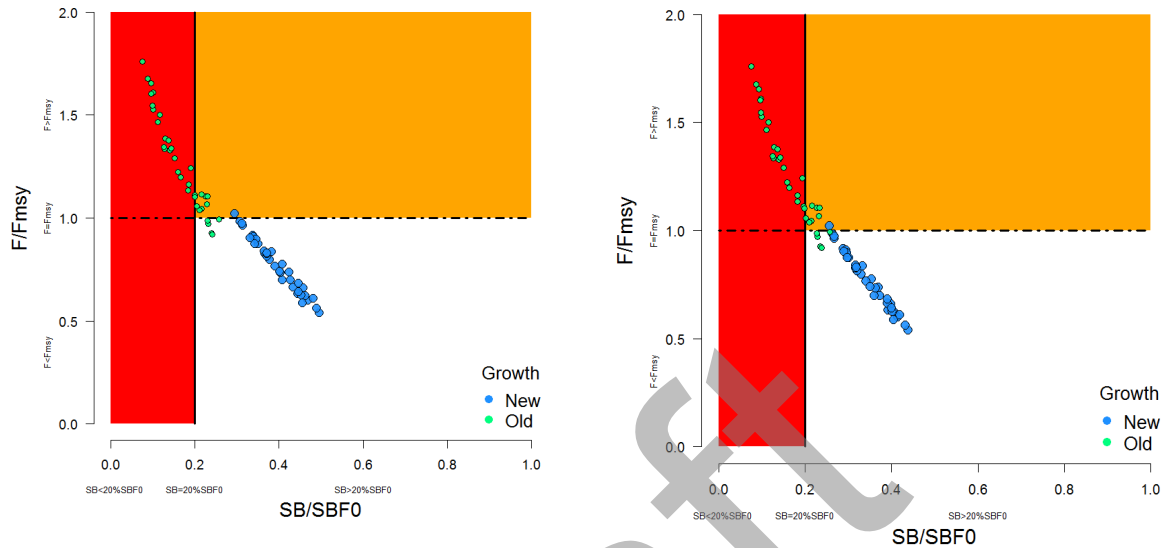 2.0
1.5
1.0
0.5
0.0
F/Fmsy
F>Fmsy
F=Fmsy
F<Fmsy
Growth
New
Old
0.0 0.2 0.4 0.6 0.8 1.0
SB<20%SBF0 SB=20%SBF0 SB>20%SBF0
SB/SBF0
2.0
1.5
1.0
0.5
0.0
F/Fmsy
F>Fmsy
F=Fmsy
F<Fmsy
Growth
New
Old
0.0 0.2 0.4 0.6 0.8 1.0
SB<20%SBF0 SB=20%SBF0 SB>20%SBF0
SB/SBF0